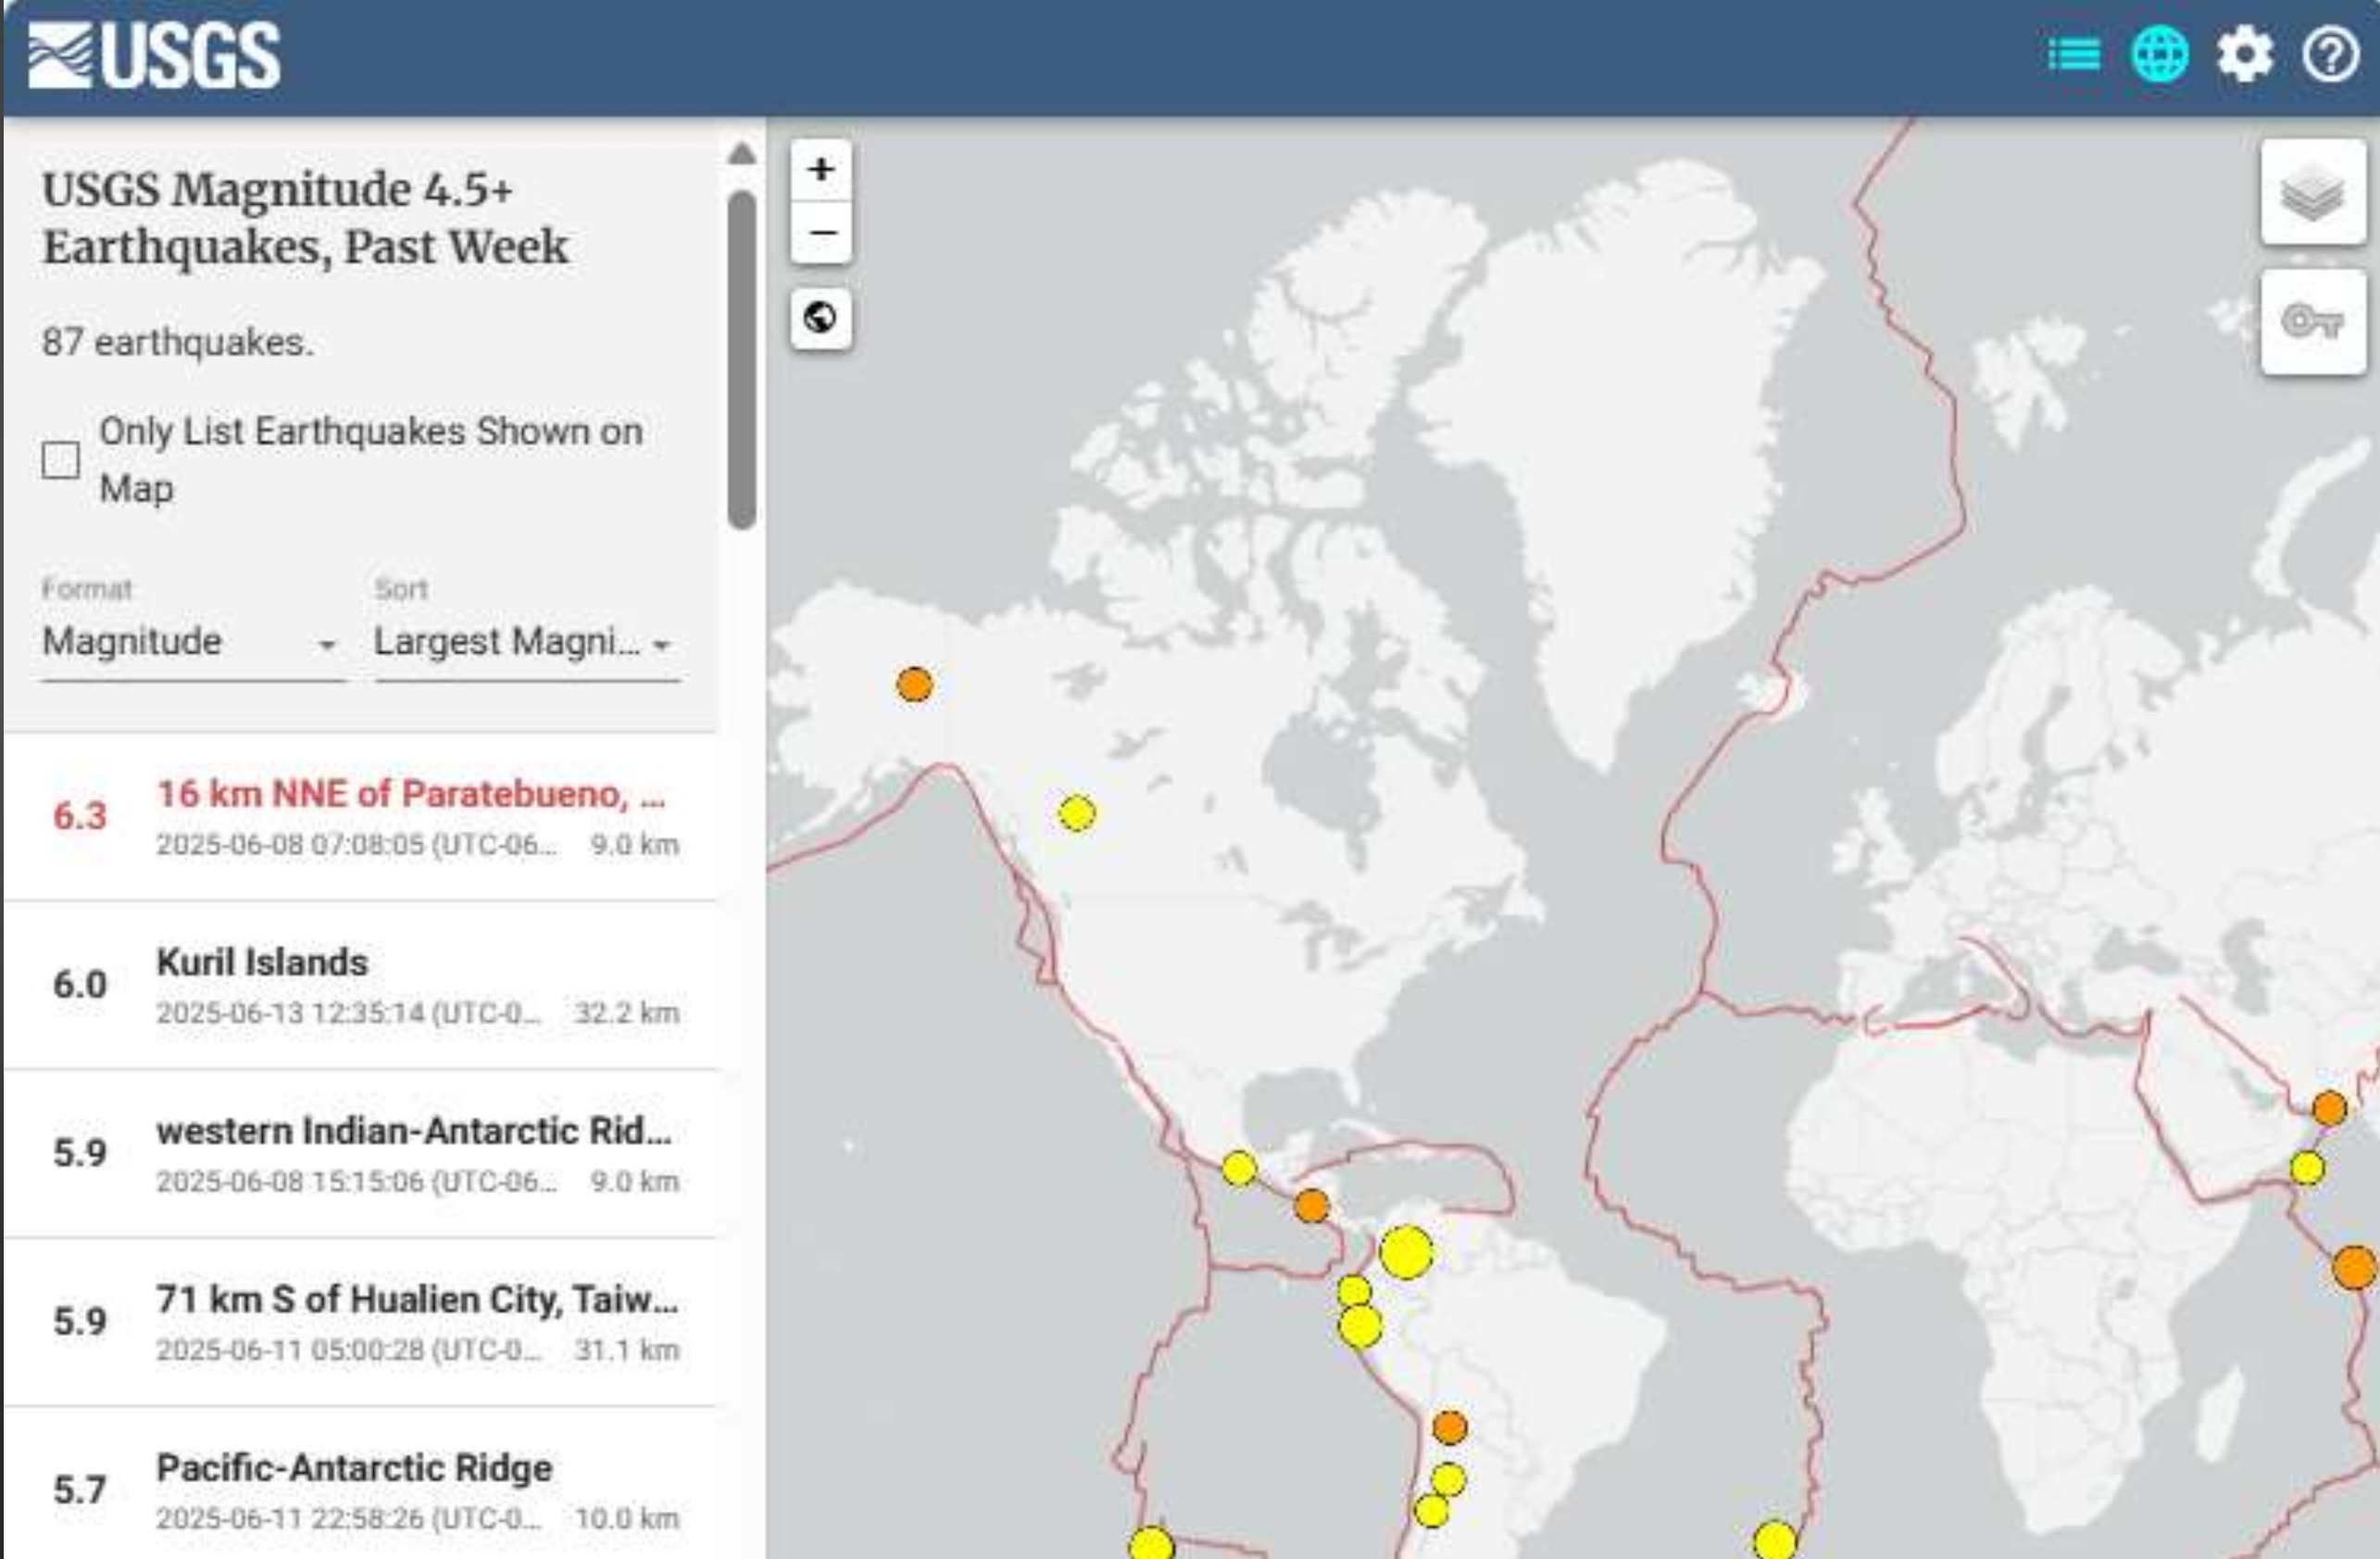 USGS
USGS Magnitude 4.5+
Earthquakes, Past Week
87 earthquakes.
Only List Earthquakes Shown on
Map
Format
Sort
Magnitude
Largest Magni...
6.3
16 km NNE of Paratebueno, ...
2025-06-08 07:08:05 (UTC-06... 9.0 km
6.0
Kuril Islands
2025-06-13 12:35:14 (UTC-0... 32.2 km
5.9
western Indian-Antarctic Rid...
2025-06-08 15:15:06 (UTC-06... 9.0 km
5.9
71 km S of Hualien City, Taiw...
2025-06-11 05:00:28 (UTC-0... 31.1 km
5.7
Pacific-Antarctic Ridge
2025-06-11 22:58:26 (UTC-0... 10.0 km